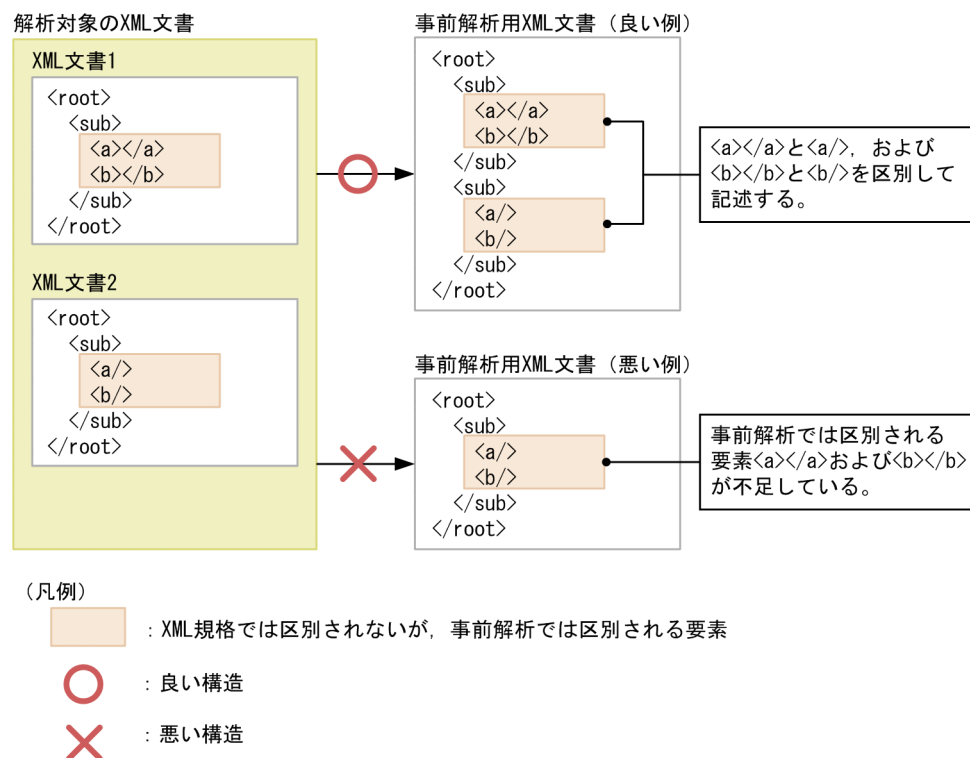 解析対象のXML文書
XML文書1
<root>
<sub>
<a></a>
<b></b>
</sub>
</root>
XML文書2
<root>
<sub>
<a/>
<b/>
</sub>
</root>
事前解析用XML文書（良い例）
<root>
<sub>
<a></a>
<b></b>
</sub>
<sub>
<a/>
<b/>
</sub>
</root>
<a></a>と<a/>，および
<b></b>と<b/>を区別して
記述する。
事前解析用XML文書（悪い例）
<root>
<sub>
<a/>
<b/>
</sub>
</root>
事前解析では区別される
要素<a></a>および<b></b>
が不足している。
（凡例）
：XML規格では区別されないが，事前解析では区別される要素
：良い構造
：悪い構造